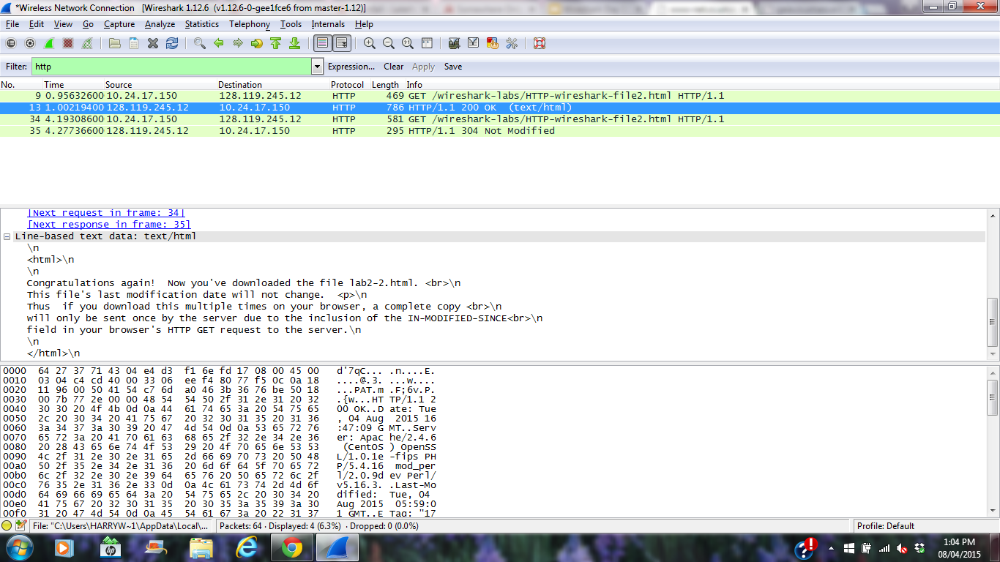 *Wireless Network Connection [Wireshark 1.12.6 (v1.12.6-0-gee1fce6 from master-1.12)]
File Edit View Go Capture Analyze Statistics Telephony Tools Internals Help
Filter: http Expression... Clear Apply Save
No. Time Source Destination Protocol Length Info
9 0.95632600 10.24.17.150 128.119.245.12 HTTP 469 GET /wireshark-labs/HTTP-wireshark-file2.html HTTP/1.1
13 1.00219400 128.119.245.12 10.24.17.150 HTTP 786 HTTP/1.1 200 OK (text/html)
34 4.19308600 10.24.17.150 128.119.245.12 HTTP 581 GET /wireshark-labs/HTTP-wireshark-file2.html HTTP/1.1
35 4.27736600 128.119.245.12 10.24.17.150 HTTP 295 HTTP/1.1 304 Not Modified
[Next request in frame: 34]
[Next response in frame: 35]
Line-based text data: text/html
\n
<html>\n
\n
Congratulations again!  Now you've downloaded the file lab2-2.html. <br>\n
This file's last modification date will not change.  <p>\n
Thus  if you download this multiple times on your browser, a complete copy <br>\n
will only be sent once by the server due to the inclusion of the IN-MODIFIED-SINCE<br>\n
field in your browser's HTTP GET request to the server.\n
\n
</html>\n
0000 64 27 37 71 43 04 e4 d3 f1 6e fd 17 08 00 45 00 d'7qC... .n....E.
0010 03 04 c4 cd 40 00 33 06 ee f4 80 77 f5 0c 0a 18 ....@.3. ...w....
0020 11 96 00 50 41 54 c7 6d a0 46 3b 36 76 be 50 18 ...PAT.m .F;6v.P.
0030 00 7b 77 2e 00 00 48 54 54 50 2f 31 2e 31 20 32 .{w...HT TP/1.1 2
0040 30 30 20 4f 4b 0d 0a 44 61 74 65 3a 20 54 75 65 00 OK..D ate: Tue
0050 2c 20 30 34 20 41 75 67 20 32 30 31 35 20 31 36 , 04 Aug 2015 16
0060 3a 34 37 3a 30 39 20 47 4d 54 0d 0a 53 65 72 76 :47:09 G MT..Serv
0070 65 72 3a 20 41 70 61 63 68 65 2f 32 2e 34 2e 36 er: Apac he/2.4.6
0080 20 28 43 65 6e 74 4f 53 29 20 4f 70 65 6e 53 53 (CentOS ) OpenSS
0090 4c 2f 31 2e 30 2e 31 65 2d 66 69 70 73 20 50 48 L/1.0.1e -fips PH
00a0 50 2f 35 2e 34 2e 31 36 20 6d 6f 64 5f 70 65 72 P/5.4.16 mod_per
00b0 6c 2f 32 2e 30 2e 39 64 65 76 20 50 65 72 6c 2f l/2.0.9d ev Perl/
00c0 76 35 2e 31 36 2e 33 0d 0a 4c 61 73 74 2d 4d 6f v5.16.3. .Last-Mo
00d0 64 69 66 69 65 64 3a 20 54 75 65 2c 20 30 34 20 dified: Tue, 04
00e0 41 75 67 20 32 30 31 35 20 30 35 3a 35 39 3a 30 Aug 2015 05:59:0
00f0 31 20 47 4d 54 0d 0a 45 54 61 67 3a 20 22 31 37 1 GMT..E Tag: "17
File: "C:\Users\HARRYW~1\AppData\Local\... Packets: 64 · Displayed: 4 (6.3%) · Dropped: 0 (0.0%) Profile: Default
1:04 PM
08/04/2015